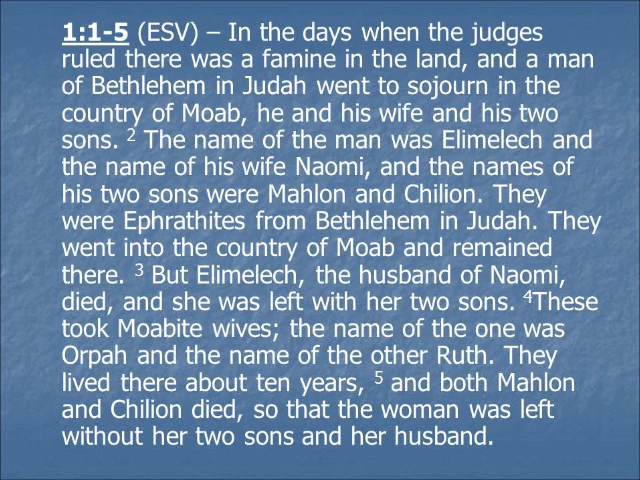 1:1-5 (ESV) – In the days when the judges
ruled there was a famine in the land, and a man
of Bethlehem in Judah went to sojourn in the
country of Moab, he and his wife and his two
sons. 2 The name of the man was Elimelech and
the name of his wife Naomi, and the names of
his two sons were Mahlon and Chilion. They
were Ephrathites from Bethlehem in Judah. They
went into the country of Moab and remained
there. 3 But Elimelech, the husband of Naomi,
died, and she was left with her two sons. 4These
took Moabite wives; the name of the one was
Orpah and the name of the other Ruth. They
lived there about ten years, 5 and both Mahlon
and Chilion died, so that the woman was left
without her two sons and her husband.